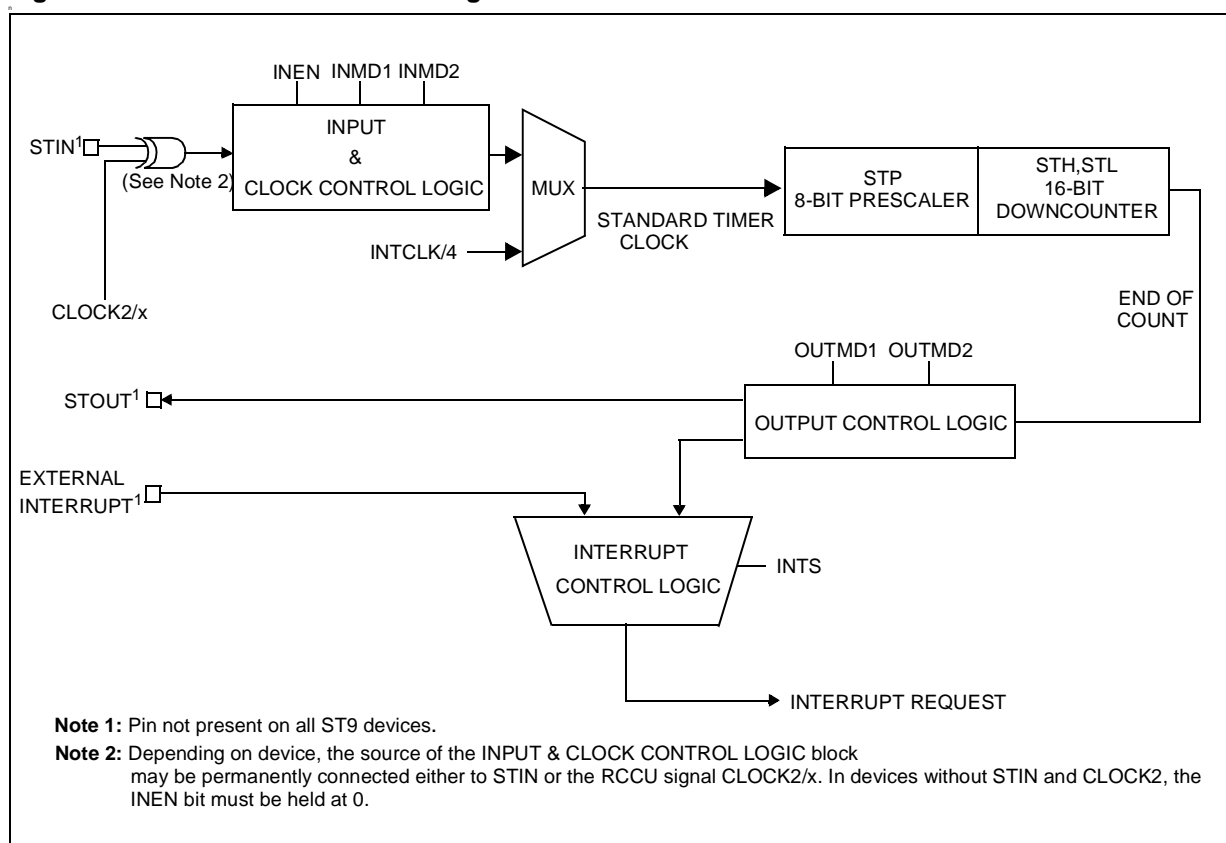 INEN INMD1 INMD2
INPUT
&
CLOCK CONTROL LOGIC
STIN1
(See Note 2)
MUX
INTCLK/4
CLOCK2/x
STANDARD TIMER
CLOCK
STP
8-BIT PRESCALER
STH,STL
16-BIT
DOWNCOUNTER
END OF
COUNT
OUTMD1 OUTMD2
OUTPUT CONTROL LOGIC
STOUT1
EXTERNAL
INTERRUPT1
INTERRUPT
CONTROL LOGIC
INTS
INTERRUPT REQUEST
Note 1: Pin not present on all ST9 devices.
Note 2: Depending on device, the source of the INPUT & CLOCK CONTROL LOGIC block
may be permanently connected either to STIN or the RCCU signal CLOCK2/x. In devices without STIN and CLOCK2, the
INEN bit must be held at 0.